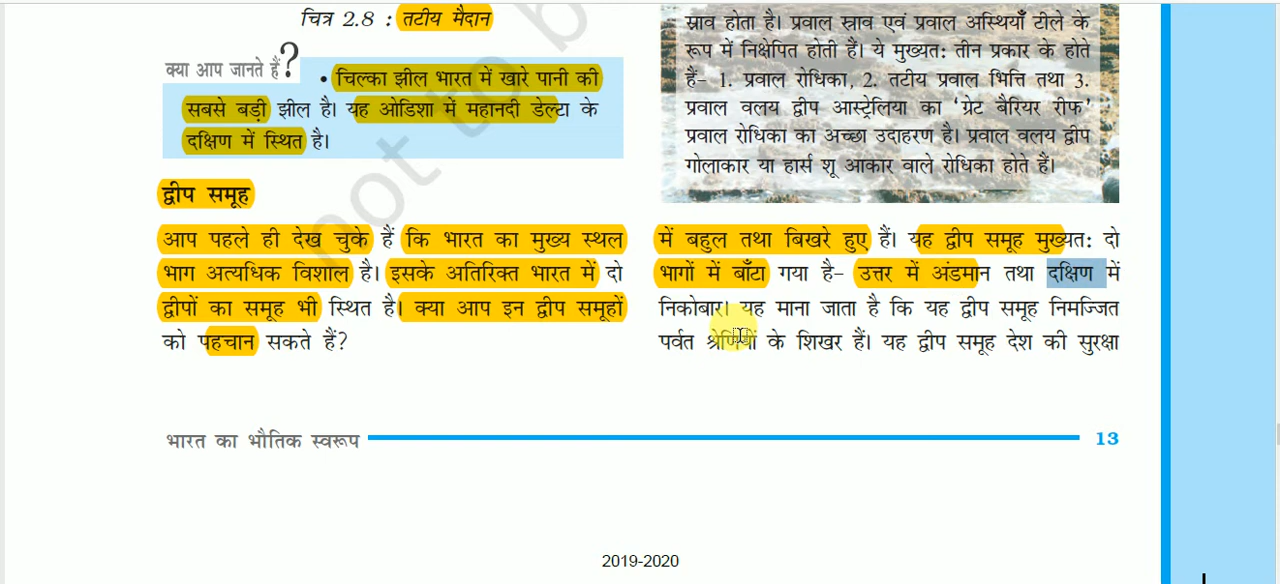 चित्र 2.8 : तटीय मैदान
क्या आप जानते हैं?
• चिल्का झील भारत में खारे पानी की
सबसे बड़ी झील है। यह ओडिशा में महानदी डेल्टा के
दक्षिण में स्थित है।
द्वीप समूह
आप पहले ही देख चुके हैं कि भारत का मुख्य स्थल
भाग अत्यधिक विशाल है। इसके अतिरिक्त भारत में दो
द्वीपों का समूह भी स्थित है। क्या आप इन द्वीप समूहों
को पहचान सकते हैं?
स्राव होता है। प्रवाल स्राव एवं प्रवाल अस्थियाँ टीले के
रूप में निक्षेपित होती हैं। ये मुख्यत: तीन प्रकार के होते
हैं- 1. प्रवाल रोधिका, 2. तटीय प्रवाल भित्ति तथा 3.
प्रवाल वलय द्वीप आस्ट्रेलिया का ‘ग्रेट बैरियर रीफ’
प्रवाल रोधिका का अच्छा उदाहरण है। प्रवाल वलय द्वीप
गोलाकार या हार्स शू आकार वाले रोधिका होते हैं।
में बहुल तथा बिखरे हुए हैं। यह द्वीप समूह मुख्यत: दो
भागों में बाँटा गया है- उत्तर में अंडमान तथा दक्षिण में
निकोबार। यह माना जाता है कि यह द्वीप समूह निमज्जित
पर्वत श्रेणियों के शिखर हैं। यह द्वीप समूह देश की सुरक्षा
भारत का भौतिक स्वरूप
13
2019-2020
not to b